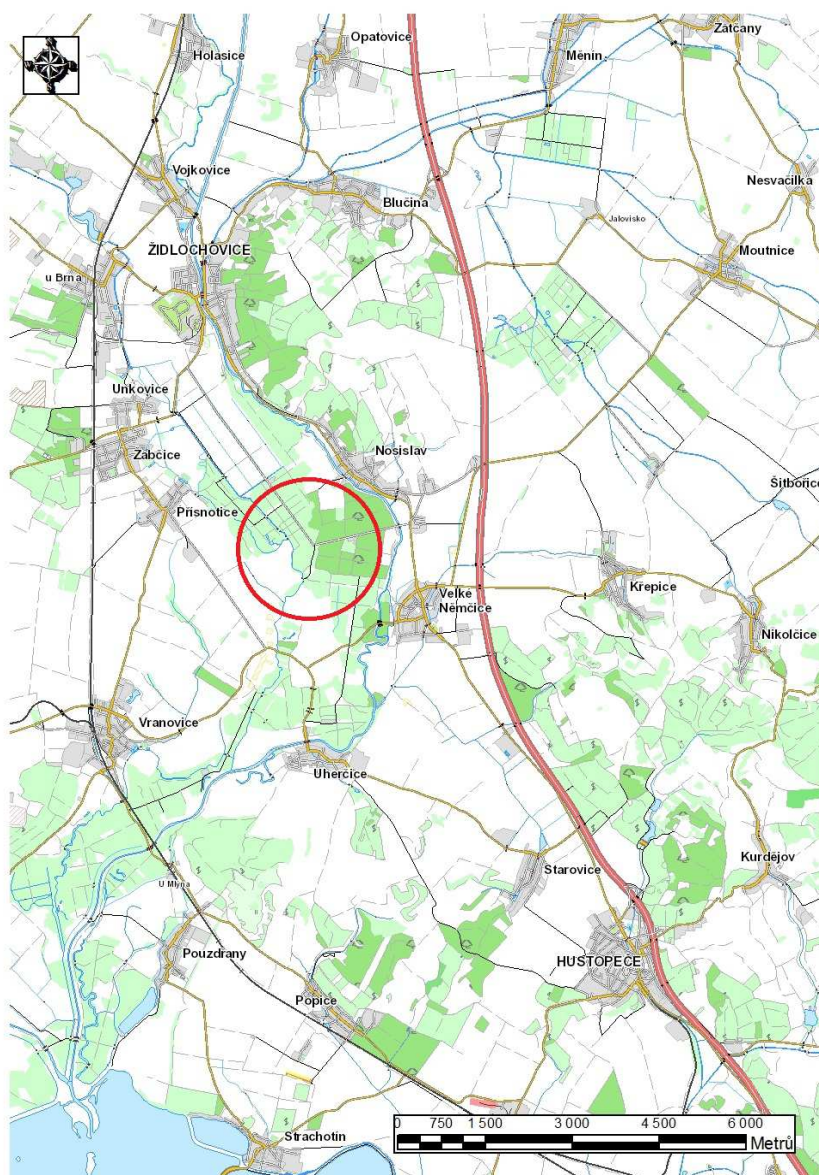 Opatovice
Žatčany
Holasice
Měnín
Vojkovice
Nesvačilka
Blučina
Jalovisko
ŽIDLOCHOVICE
Moutnice
u Brna
Unkovice
Nosislav
Žabčice
Šitbořice
Přísnotice
Křepice
Velké
Němčice
Nikolčice
Vranovice
Uherčice
Kurdějov
Starovice
U Mlýna
Pouzdřany
HUSTOPEČE
Popice
Strachotín
0 750 1 500 3 000 4 500 6 000
Metrů